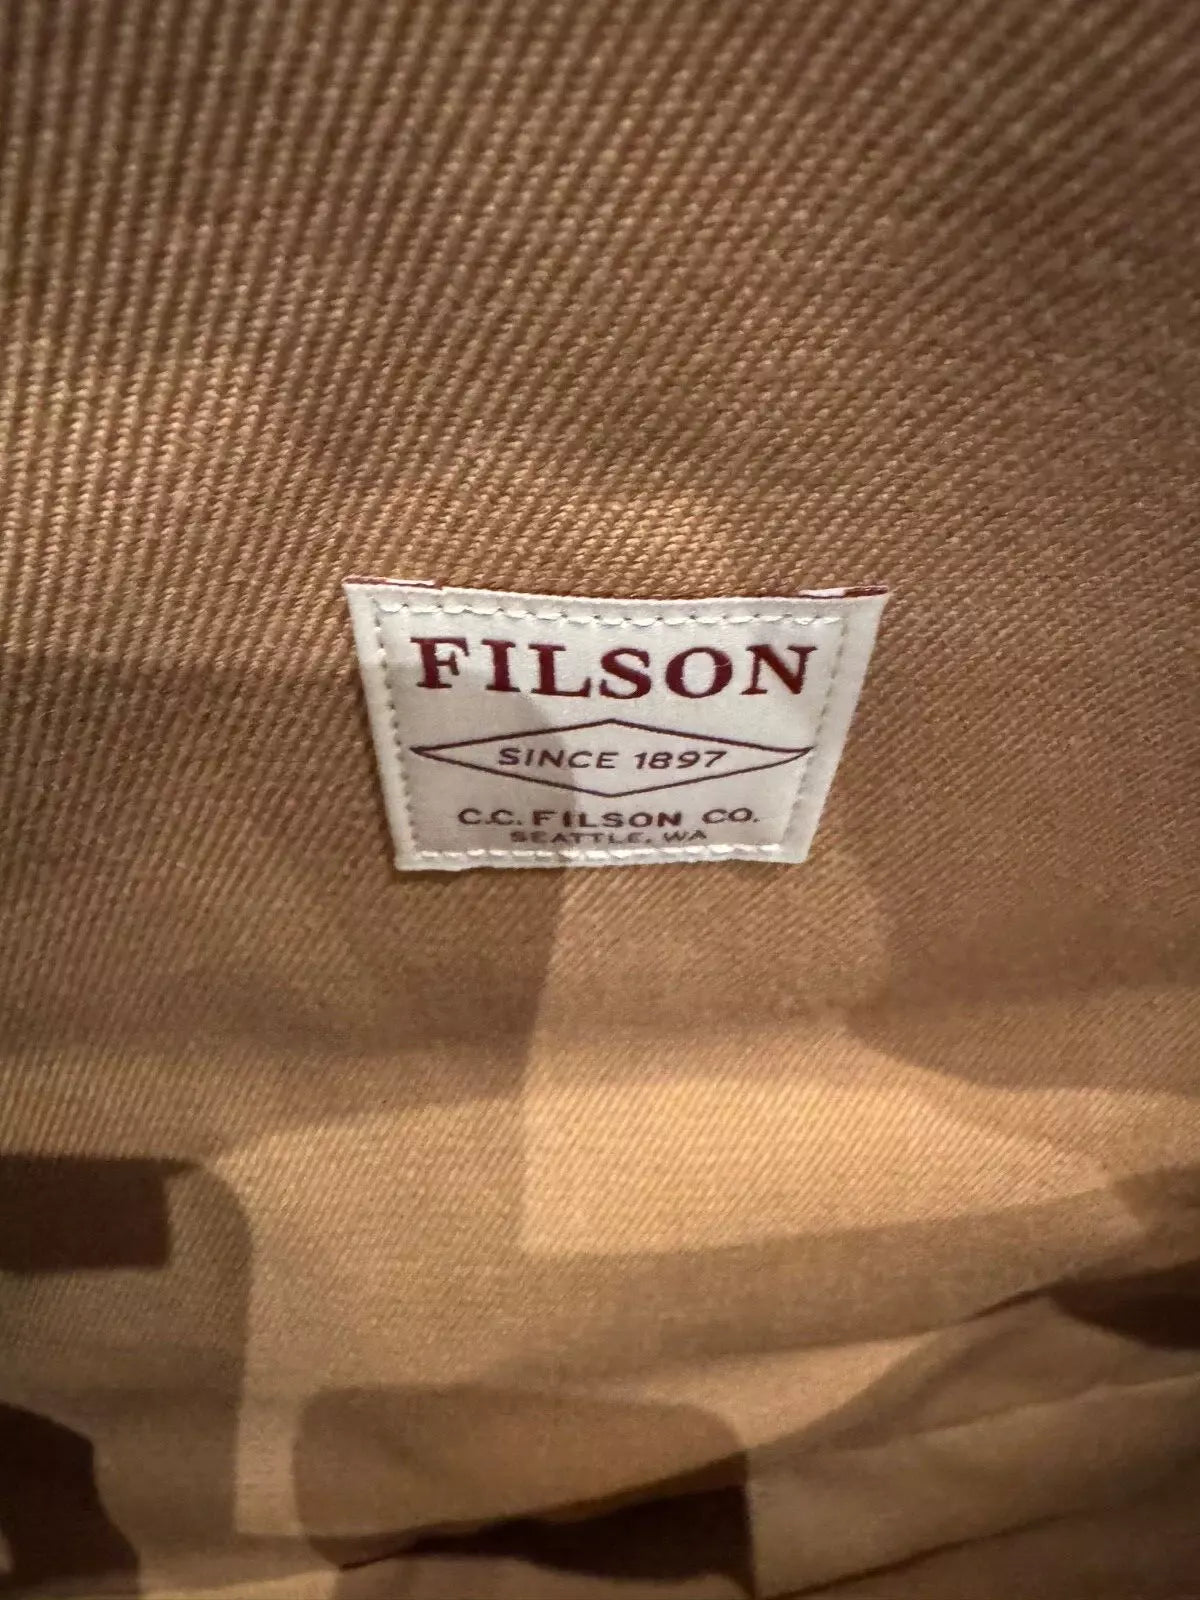 FILSON
SINCE 1897
C.C. FILSON CO.
SEATTLE, WA